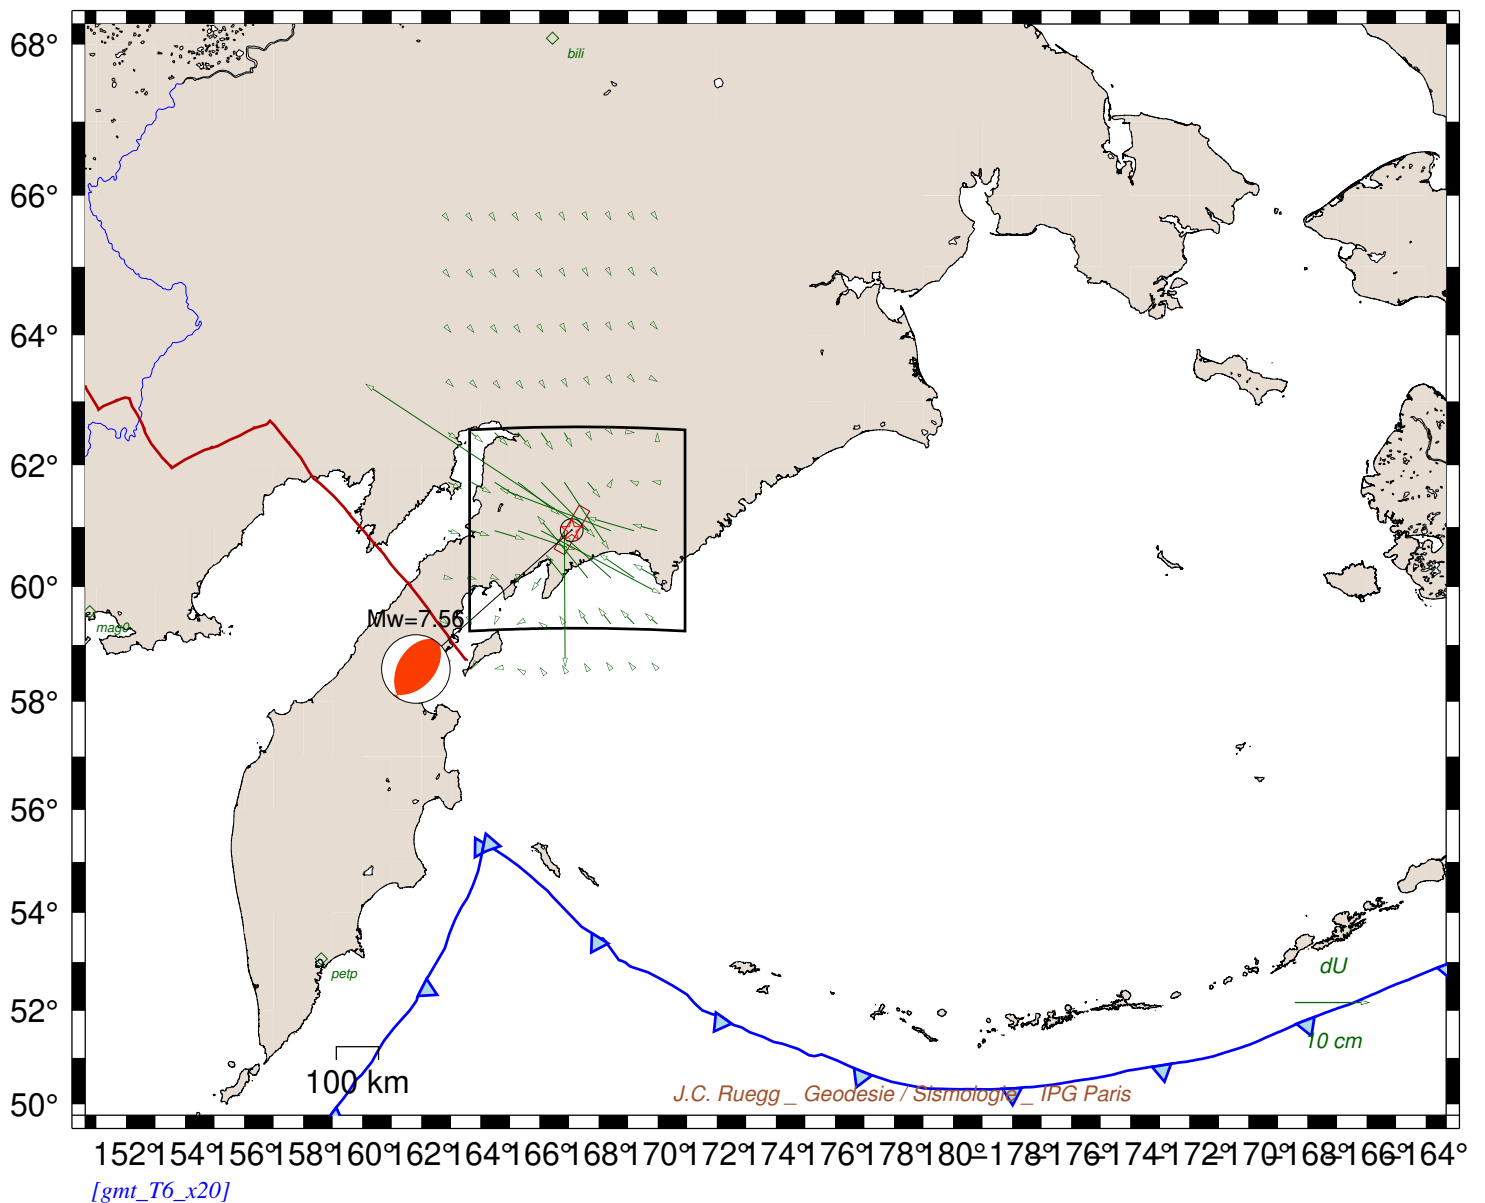 68°
bili
66°
64°
62°
60°
mag0
Mw=7.56
58°
56°
54°
petp
dU
52°
10 cm
100 km
J.C. Ruegg _ Geodesie / Sismologie _ IPG Paris
50°
152° 154° 156° 158° 160° 162° 164° 166° 168° 170° 172° 174° 176° 178° 180° -178° -176° -174° -172° -170° -168° -166° -164°
[gmt_T6_x20]